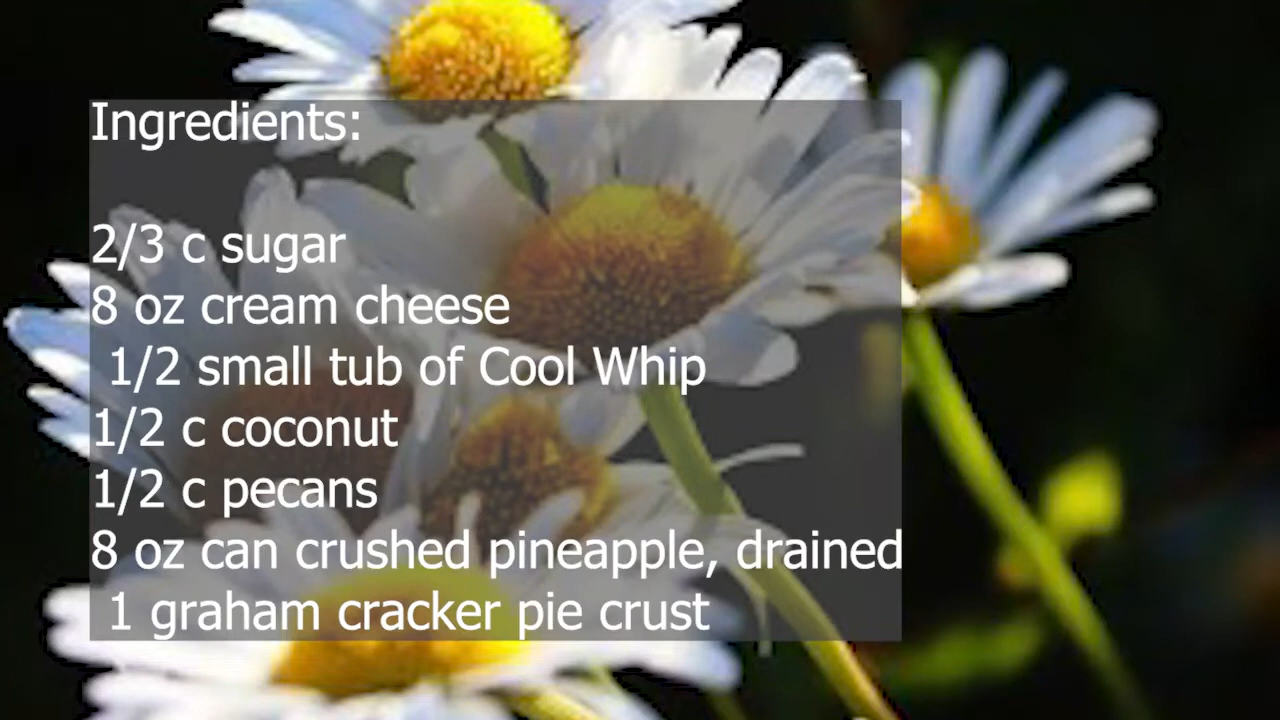 Ingredients:
2/3 c sugar
8 oz cream cheese
1/2 small tub of Cool Whip
1/2 c coconut
1/2 c pecans
8 oz can crushed pineapple, drained
1 graham cracker pie crust